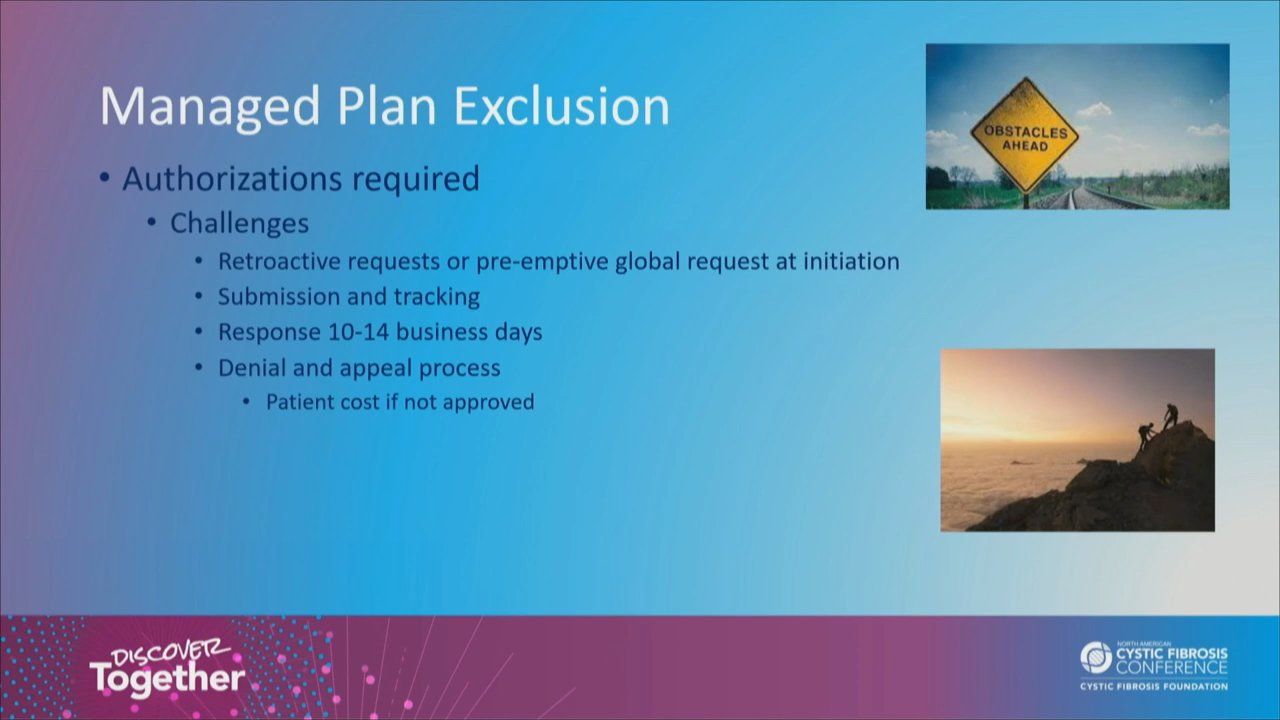 Managed Plan Exclusion
• Authorizations required
• Challenges
• Retroactive requests or pre-emptive global request at initiation
• Submission and tracking
• Response 10-14 business days
• Denial and appeal process
• Patient cost if not approved
OBSTACLES
AHEAD
DISCOVER
Together
NORTH AMERICAN
CYSTIC FIBROSIS
CONFERENCE
CYSTIC FIBROSIS FOUNDATION